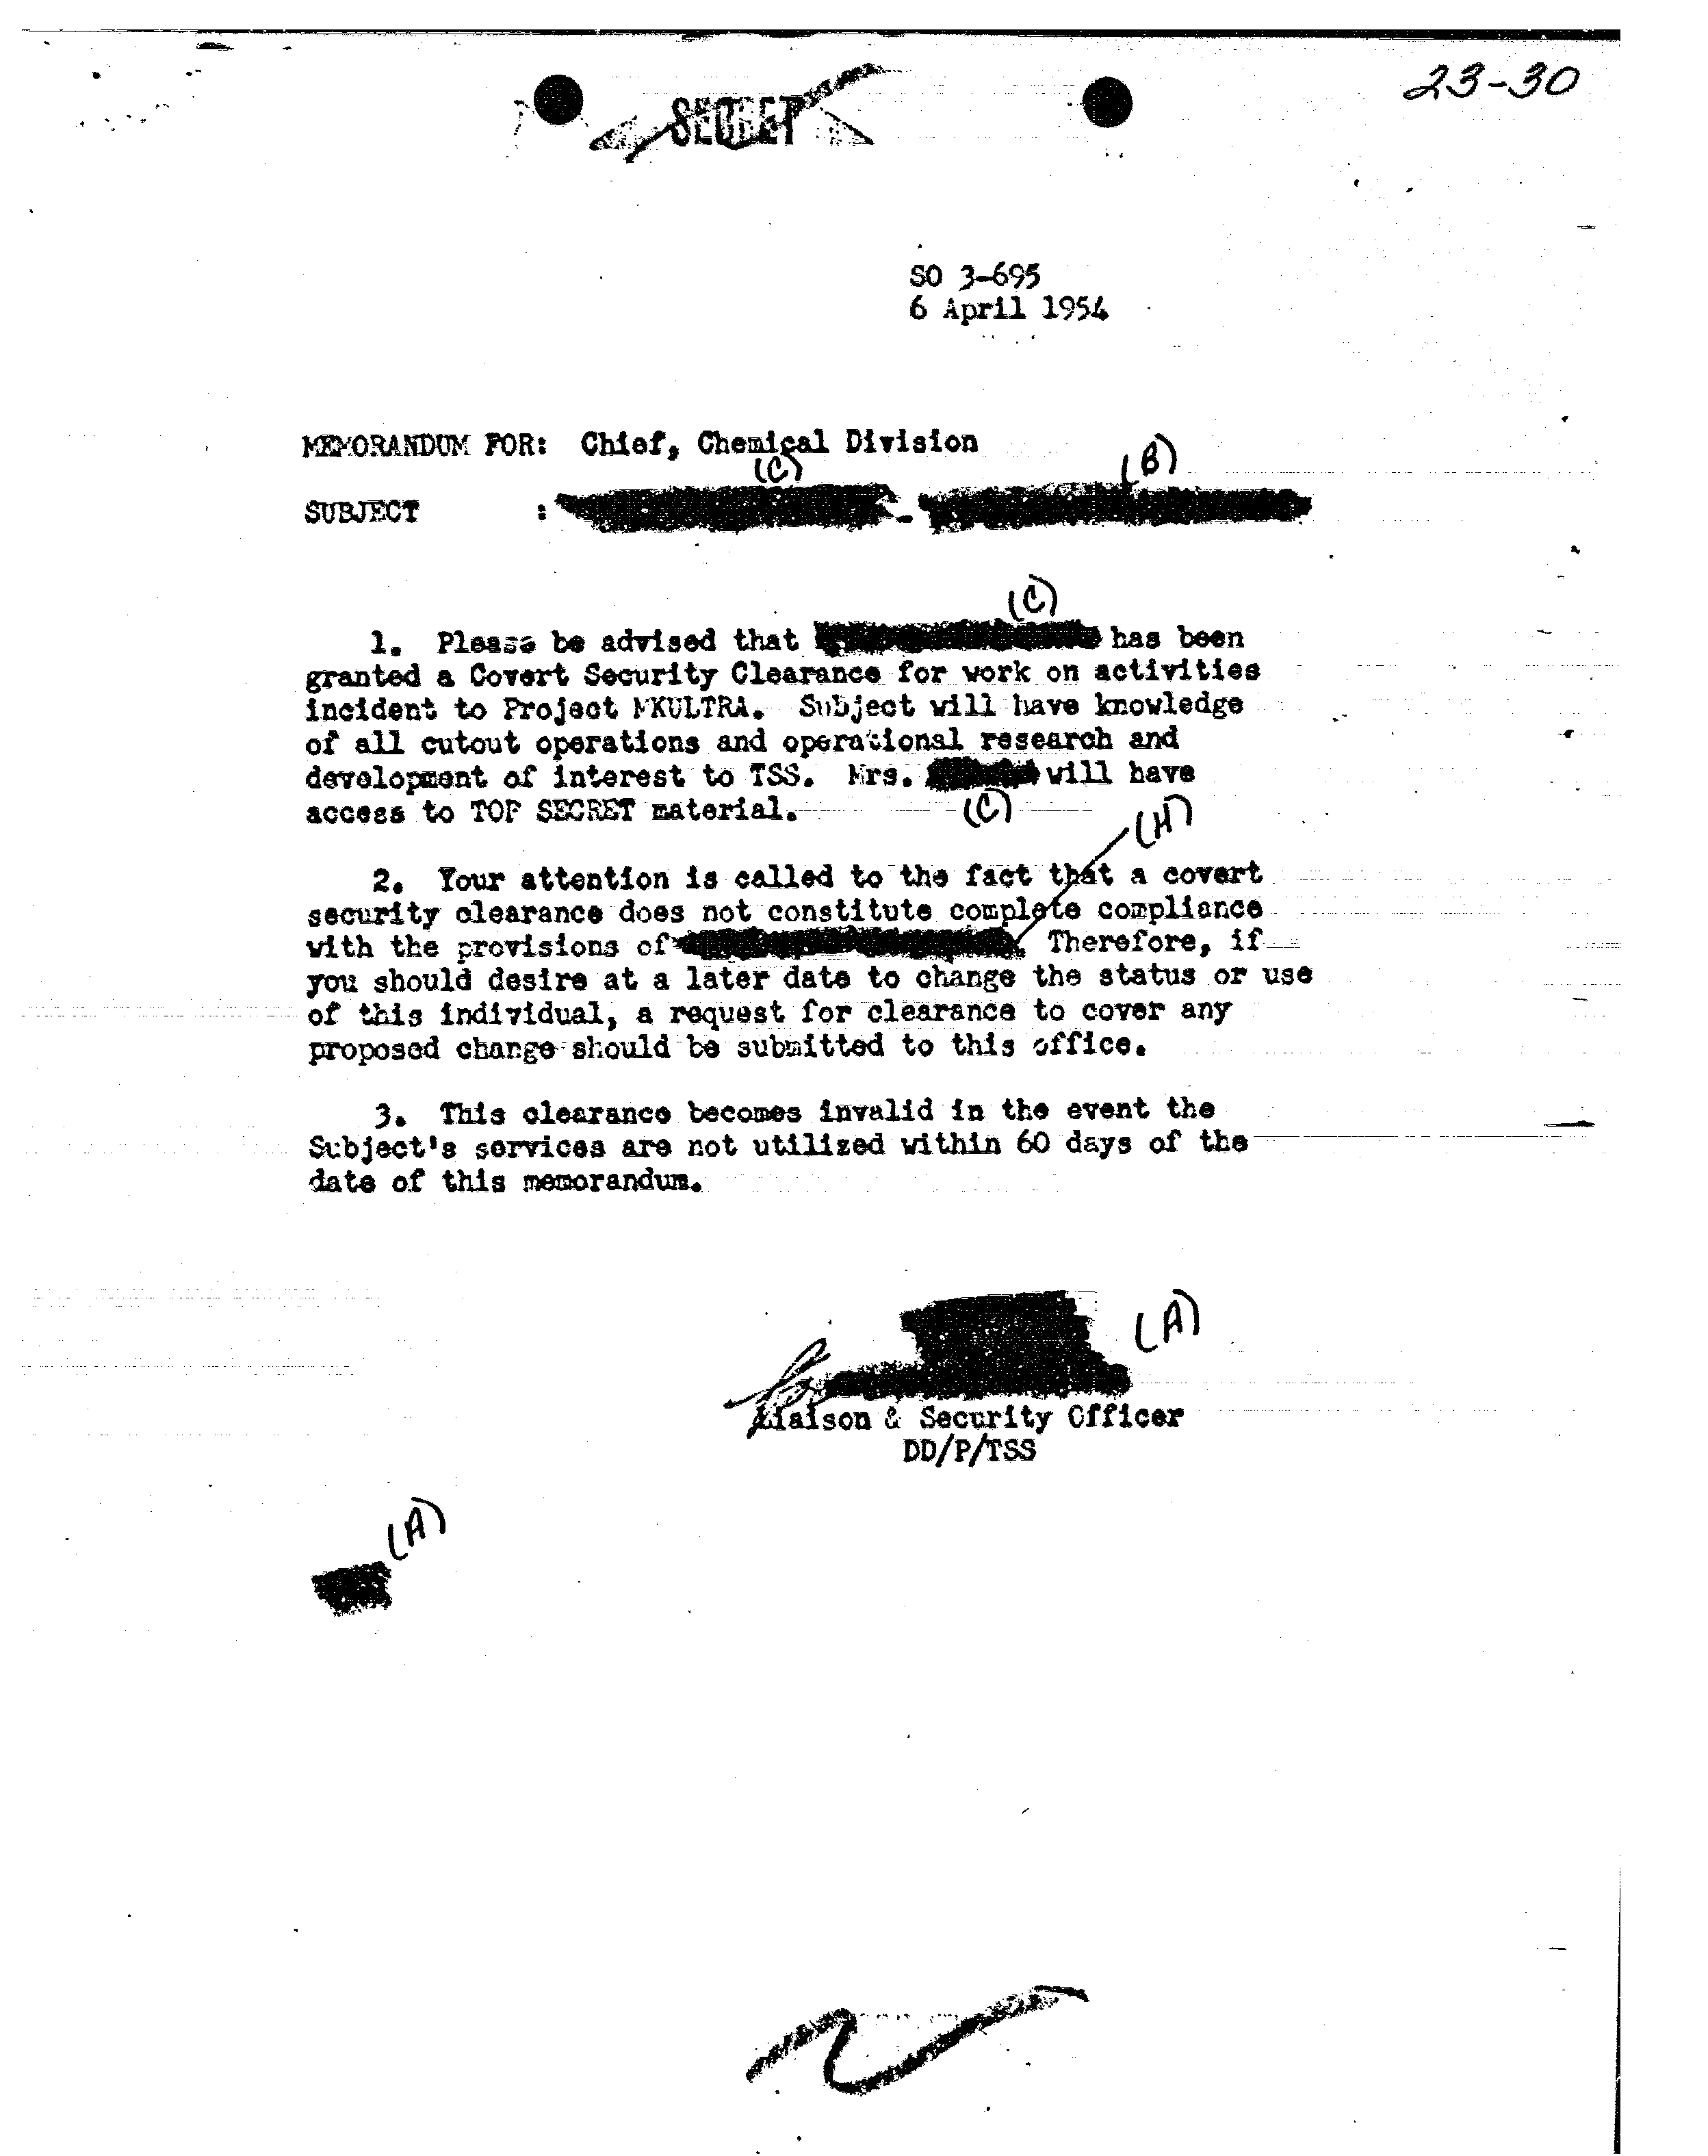 23-30
SECRET
SO 3-695
6 April 1954
MEMORANDUM FOR: Chief, Chemical Division
(C) (B)
SUBJECT : -
(C)
1. Please be advised that has been
granted a Covert Security Clearance for work on activities
incident to Project MKULTRA. Subject will have knowledge
of all cutout operations and operational research and
development of interest to TSS. Mrs. will have
access to TOP SECRET material. (C) (H)
2. Your attention is called to the fact that a covert
security clearance does not constitute complete compliance
with the provisions of . Therefore, if
you should desire at a later date to change the status or use
of this individual, a request for clearance to cover any
proposed change should be submitted to this office.
3. This clearance becomes invalid in the event the
Subject's services are not utilized within 60 days of the
date of this memorandum.
(A)
Liaison & Security Officer
DD/P/TSS
(A)